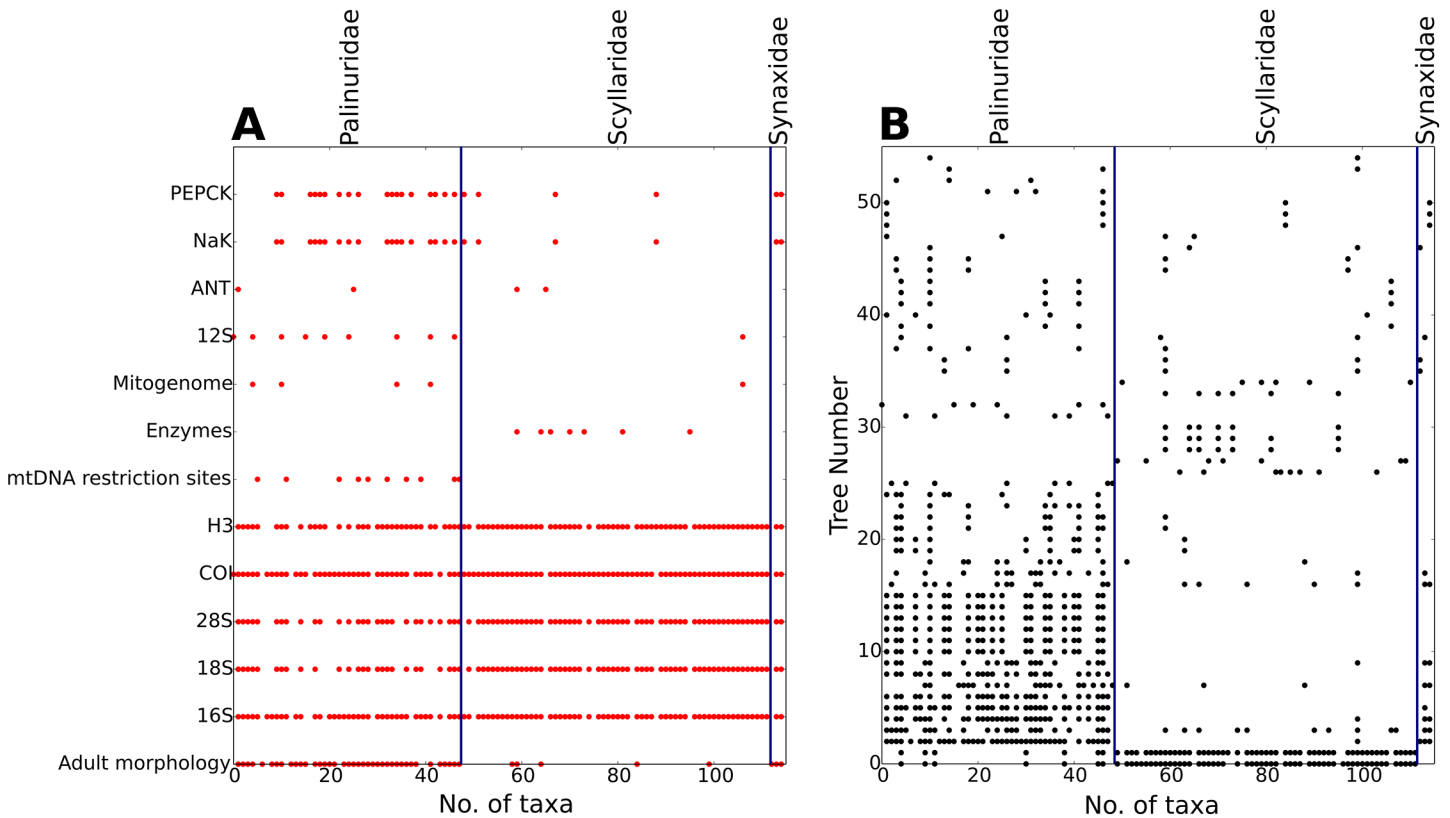 A
Palinuridae
Scyllaridae
Synaxidae
PEPCK
NaK
ANT
12S
Mitogenome
Enzymes
mtDNA restriction sites
H3
COI
28S
18S
16S
Adult morphology
0 20 40 60 80 100
No. of taxa
B
Palinuridae
Scyllaridae
Synaxidae
Tree Number
50
40
30
20
10
0
0 20 40 60 80 100
No. of taxa